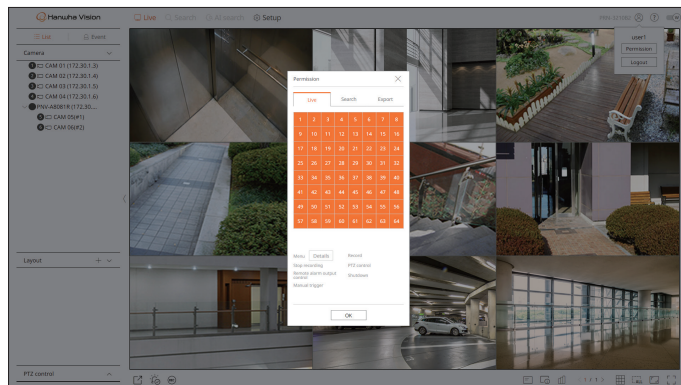 Hanwha Vision
Live
Search
AI search
Setup
List
Event
Camera
CAM 01 (172.30.1.3)
CAM 02 (172.30.1.4)
CAM 03 (172.30.1.5)
CAM 04 (172.30.1.6)
PNV-A8081R (172.30....
CAM 05(#1)
CAM 06(#2)
Layout
PTZ control
user1
Permission
Logout
Permission
Live
Search
Export
1 2 3 4 5 6 7 8
9 10 11 12 13 14 15 16
17 18 19 20 21 22 23 24
25 26 27 28 29 30 31 32
33 34 35 36 37 38 39 40
41 42 43 44 45 46 47 48
49 50 51 52 53 54 55 56
57 58 59 60 61 62 63 64
Menu
Details
Record
Stop recording
PTZ control
Remote alarm output
control
Shutdown
Manual trigger
OK